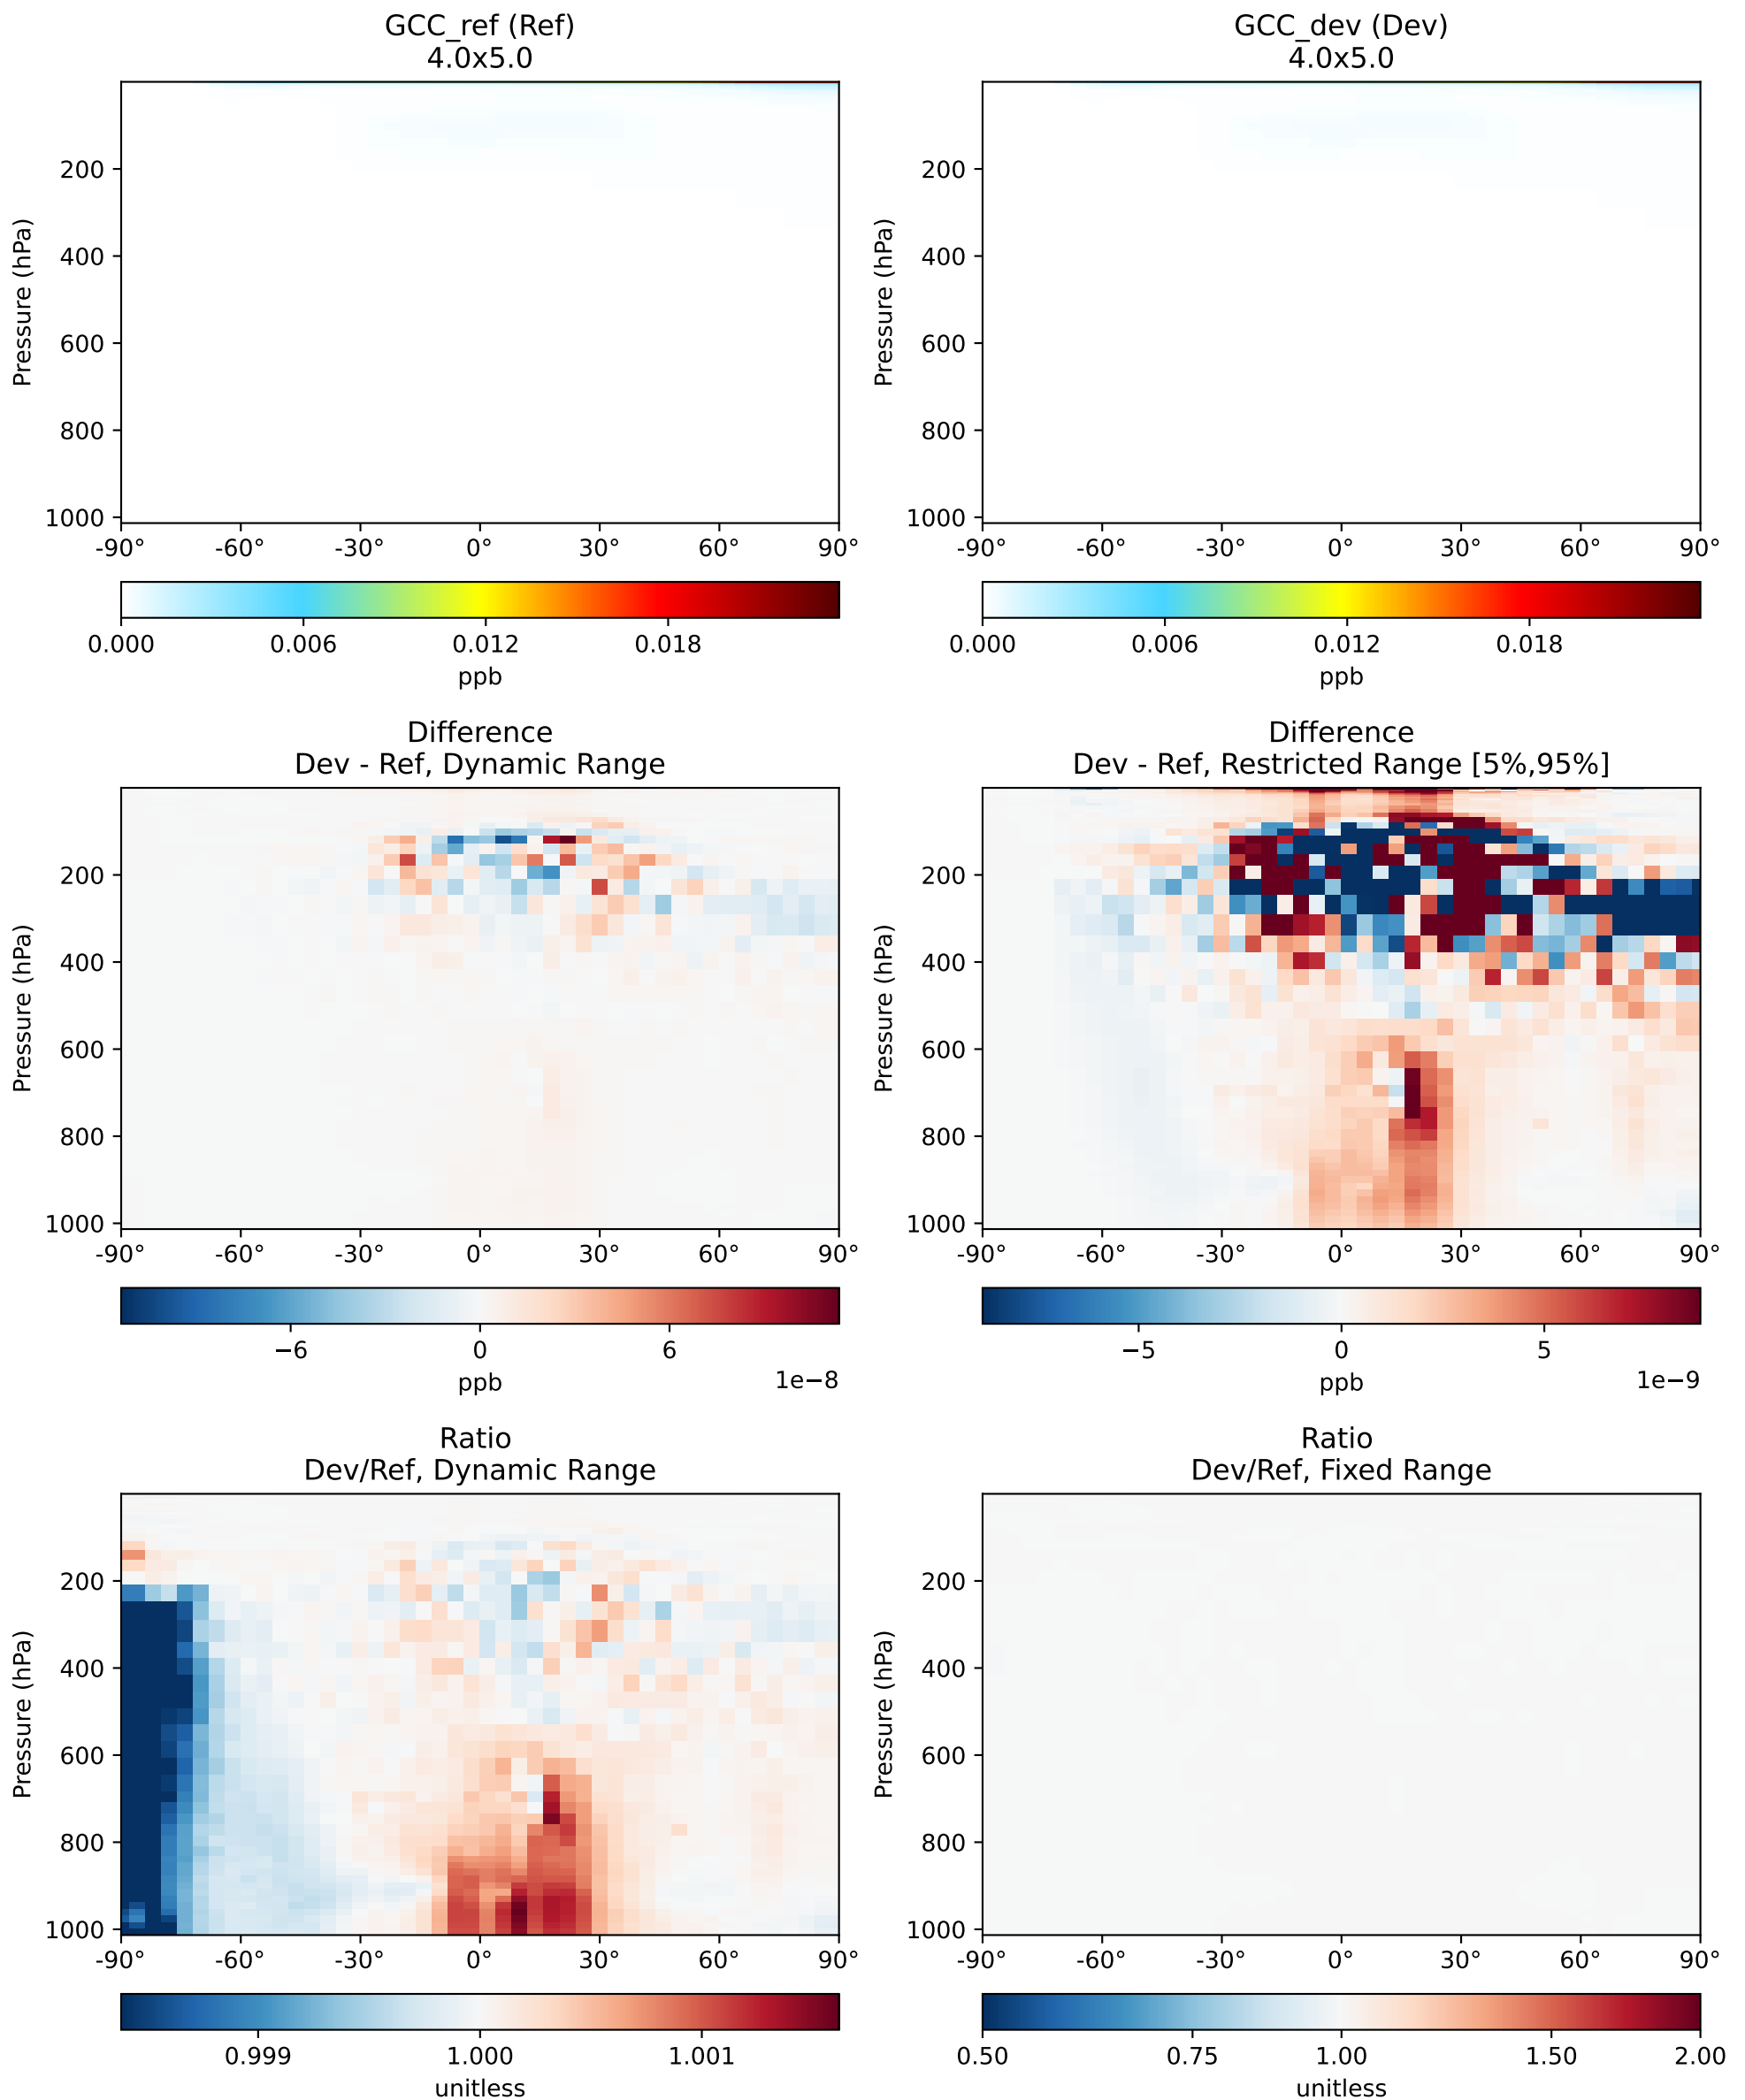 GCC_ref (Ref)
4.0x5.0
Pressure (hPa)
200
400
600
800
1000
-90° -60° -30° 0° 30° 60° 90°
0.000 0.006 0.012 0.018
ppb
GCC_dev (Dev)
4.0x5.0
Pressure (hPa)
200
400
600
800
1000
-90° -60° -30° 0° 30° 60° 90°
0.000 0.006 0.012 0.018
ppb
Difference
Dev - Ref, Dynamic Range
Pressure (hPa)
200
400
600
800
1000
-90° -60° -30° 0° 30° 60° 90°
−6 0 6
1e−8
ppb
Difference
Dev - Ref, Restricted Range [5%,95%]
Pressure (hPa)
200
400
600
800
1000
-90° -60° -30° 0° 30° 60° 90°
−5 0 5
1e−9
ppb
Ratio
Dev/Ref, Dynamic Range
Pressure (hPa)
200
400
600
800
1000
-90° -60° -30° 0° 30° 60° 90°
0.999 1.000 1.001
unitless
Ratio
Dev/Ref, Fixed Range
Pressure (hPa)
200
400
600
800
1000
-90° -60° -30° 0° 30° 60° 90°
0.50 0.75 1.00 1.50 2.00
unitless